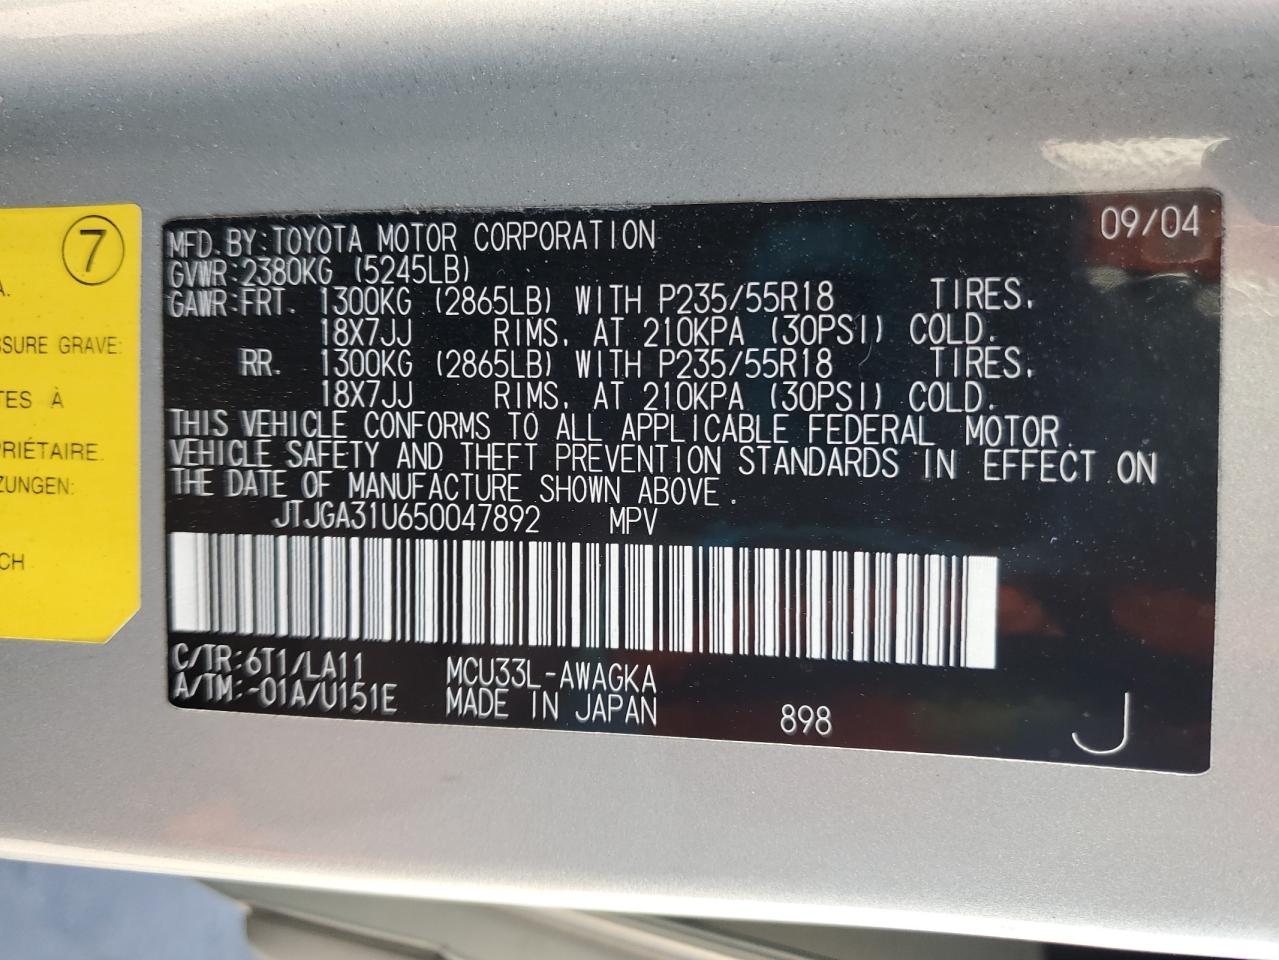 7
A.
SSURE GRAVE:
TES À
PRIÉTAIRE.
ZUNGEN:
CH
MFD. BY: TOYOTA MOTOR CORPORATION 09/04
GVWR: 2380KG (5245LB)
GAWR: FRT. 1300KG (2865LB) WITH P235/55R18 TIRES,
18X7JJ RIMS, AT 210KPA (30PSI) COLD.
RR. 1300KG (2865LB) WITH P235/55R18 TIRES,
18X7JJ RIMS, AT 210KPA (30PSI) COLD.
THIS VEHICLE CONFORMS TO ALL APPLICABLE FEDERAL MOTOR
VEHICLE SAFETY AND THEFT PREVENTION STANDARDS IN EFFECT ON
THE DATE OF MANUFACTURE SHOWN ABOVE.
JTJGA31U650047892 MPV
C/TR: 6T1/LA11 MCU33L-AWAGKA
A/TM: -01A/U151E MADE IN JAPAN 898 J